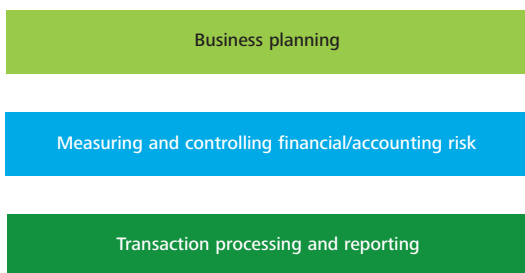 Business planning
Measuring and controlling financial/accounting risk
Transaction processing and reporting